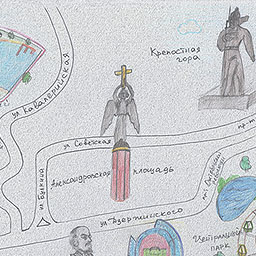 Крепостная
гора
ул Кавалерийская
ул Советская
пр-т
ул Бунина
Александровская площадь
ул Дзержинского
Центральный
парк